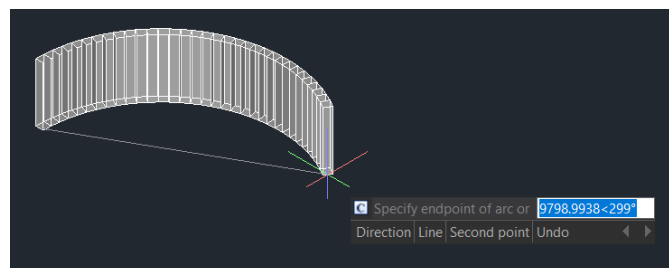 Specify endpoint of arc or 9798.9938<299°
Direction Line Second point Undo